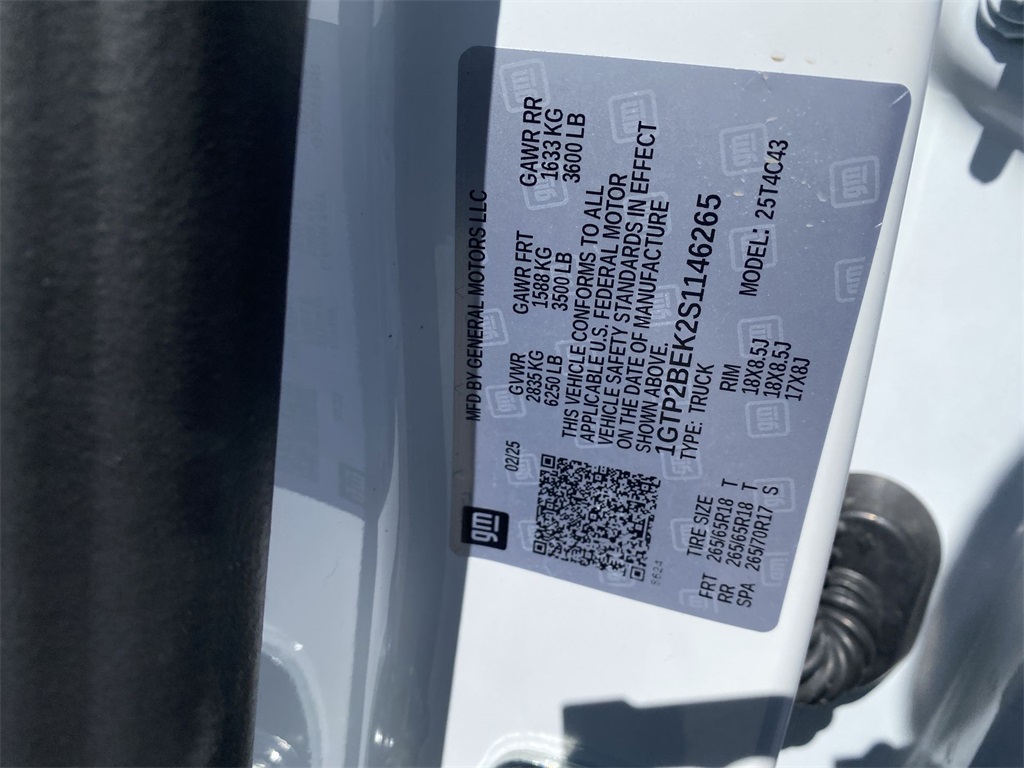 gm
MFD BY GENERAL MOTORS LLC
02/25
GVWR GAWR FRT GAWR RR
2835 KG 1588 KG 1633 KG
6250 LB 3500 LB 3600 LB
THIS VEHICLE CONFORMS TO ALL
APPLICABLE U.S. FEDERAL MOTOR
VEHICLE SAFETY STANDARDS IN EFFECT
ON THE DATE OF MANUFACTURE
SHOWN ABOVE.
1GTP2BEK2S1146265
TYPE: TRUCK MODEL: 25T4C43
8624
TIRE SIZE RIM
FRT 265/65R18 T 18X8.5J
RR 265/65R18 T 18X8.5J
SPA 265/70R17 S 17X8J